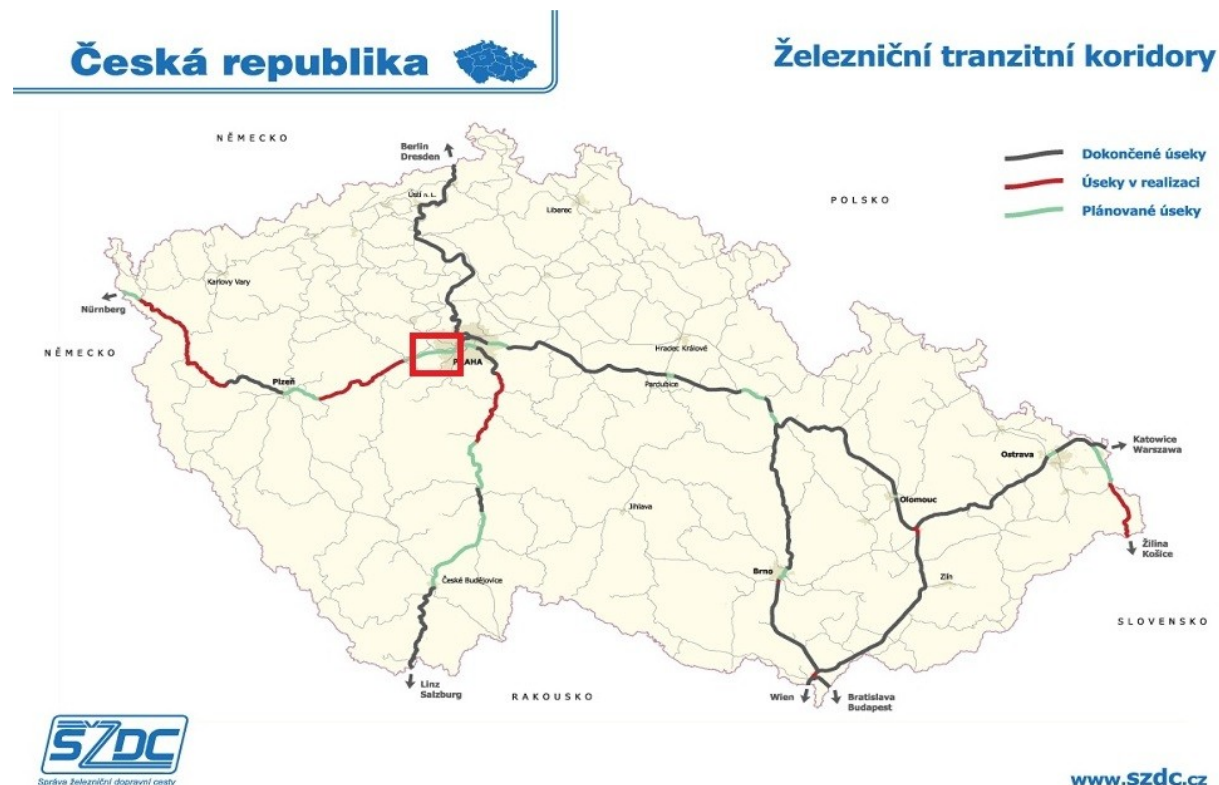 Česká republika
Železniční tranzitní koridory
NĚMECKO
Berlin
Dresden
Dokončené úseky
Úseky v realizaci
Plánované úseky
POLSKO
Ústí n. L.
Liberec
Karlovy Vary
Nürnberg
NĚMECKO
Hradec Králové
PRAHA
Plzeň
Pardubice
Katowice
Warszawa
Ostrava
Olomouc
Jihlava
Žilina
Košice
Brno
Zlín
České Budějovice
SLOVENSKO
Linz
Salzburg
RAKOUSKO
Wien
Bratislava
Budapest
SŽDC
Správa železniční dopravní cesty
www.szdc.cz